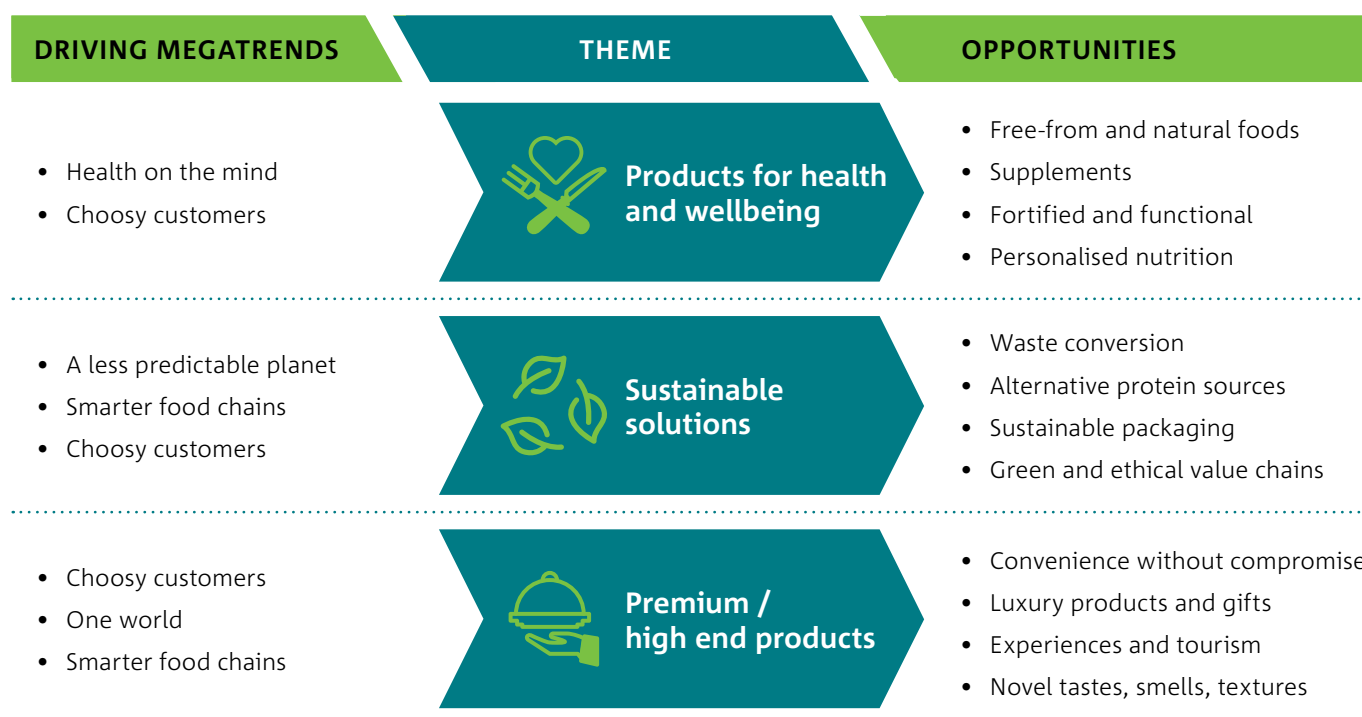 DRIVING MEGATRENDS
THEME
OPPORTUNITIES
• Health on the mind
• Choosy customers
Products for health
and wellbeing
• Free-from and natural foods
• Supplements
• Fortified and functional
• Personalised nutrition
• A less predictable planet
• Smarter food chains
• Choosy customers
Sustainable
solutions
• Waste conversion
• Alternative protein sources
• Sustainable packaging
• Green and ethical value chains
• Choosy customers
• One world
• Smarter food chains
Premium /
high end products
• Convenience without compromise
• Luxury products and gifts
• Experiences and tourism
• Novel tastes, smells, textures